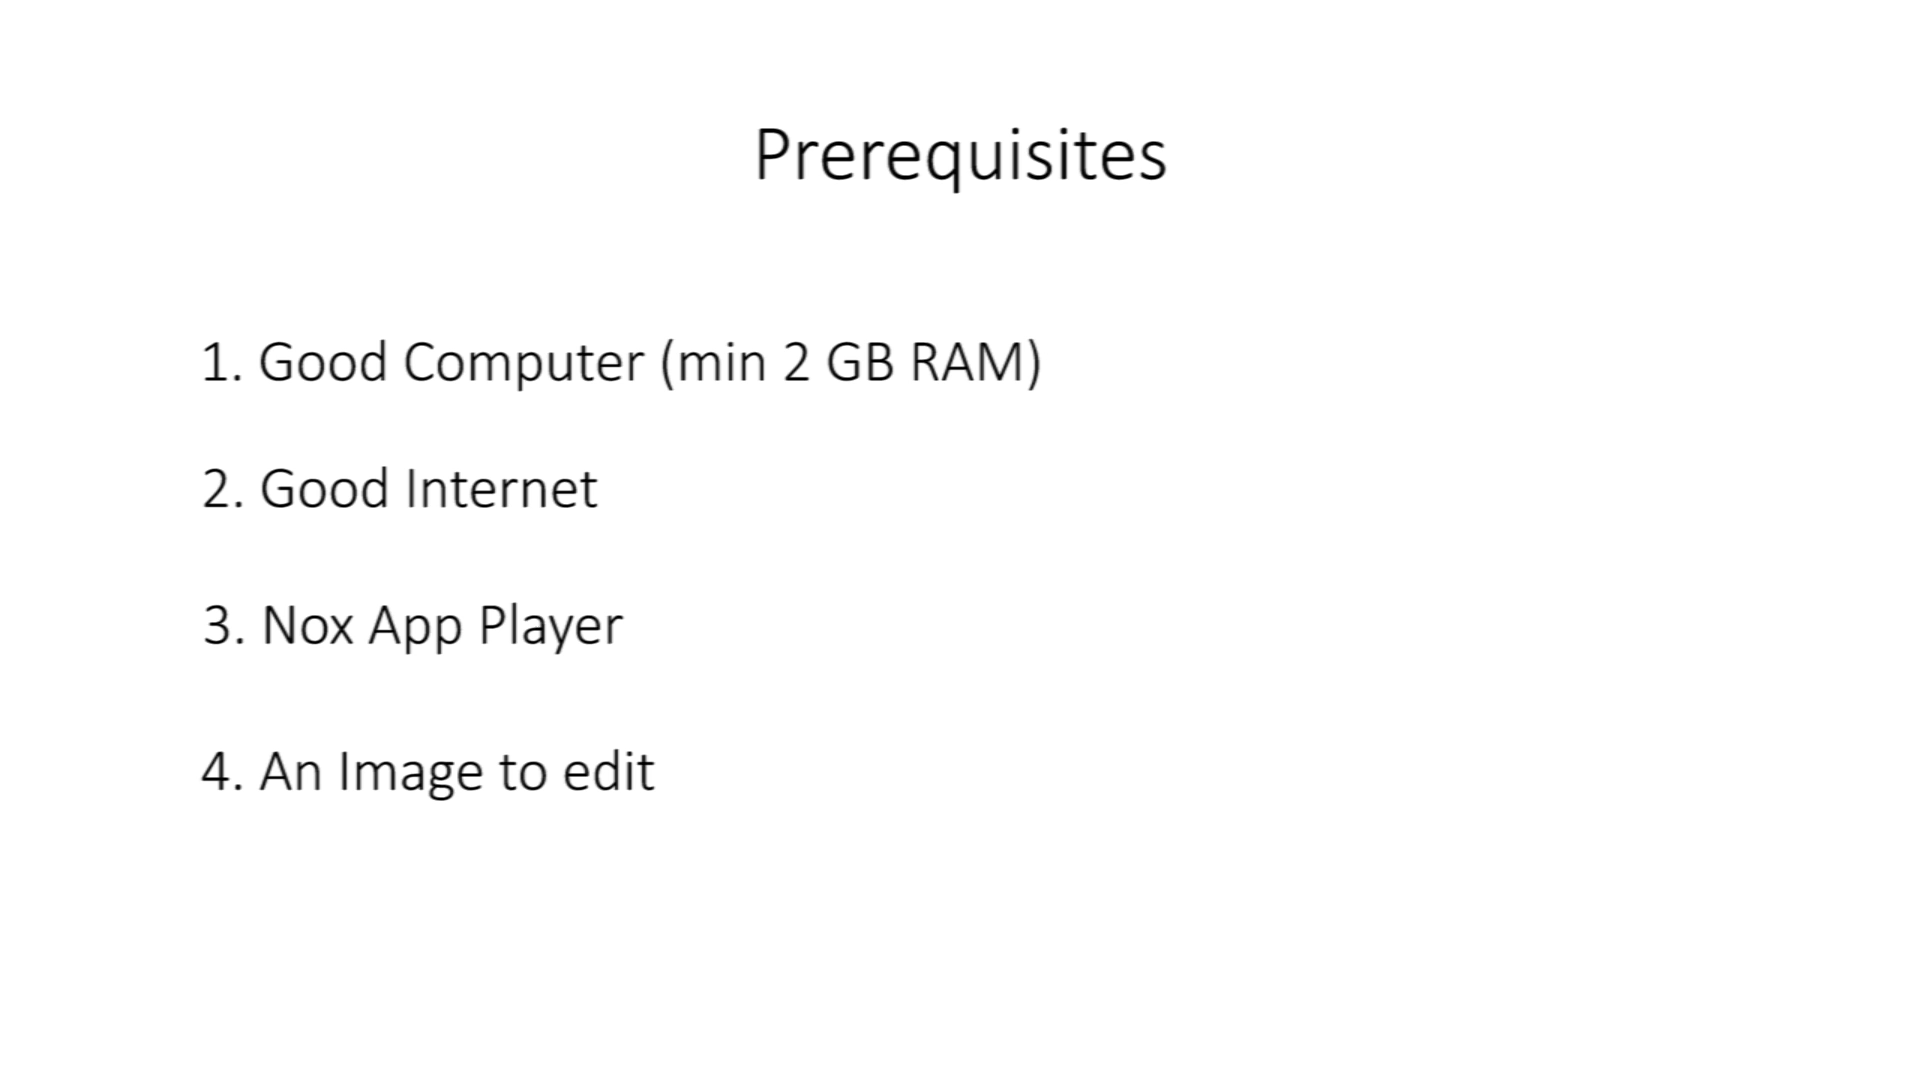 Prerequisites
1. Good Computer (min 2 GB RAM)
2. Good Internet
3. Nox App Player
4. An Image to edit